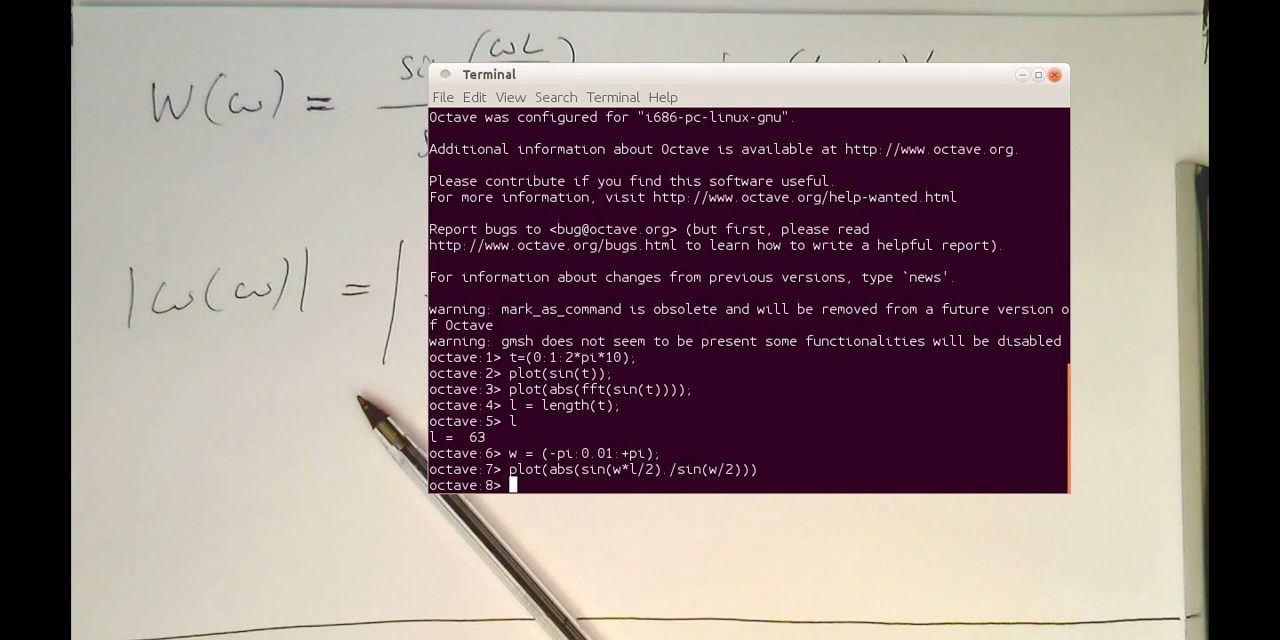 W(ω) = sin(ωL
Terminal
File Edit View Search Terminal Help
Octave was configured for "i686-pc-linux-gnu".
Additional information about Octave is available at http://www.octave.org.
Please contribute if you find this software useful.
For more information, visit http://www.octave.org/help-wanted.html
Report bugs to <bug@octave.org> (but first, please read
http://www.octave.org/bugs.html to learn how to write a helpful report).
For information about changes from previous versions, type `news'.
|ω(ω)| = |
warning: mark_as_command is obsolete and will be removed from a future version o
f Octave
warning: gmsh does not seem to be present some functionalities will be disabled
octave:1> t=(0:1:2*pi*10);
octave:2> plot(sin(t));
octave:3> plot(abs(fft(sin(t))));
octave:4> l = length(t);
octave:5> l
l = 63
octave:6> w = (-pi:0.01:+pi);
octave:7> plot(abs(sin(w*l/2)./sin(w/2)))
octave:8>